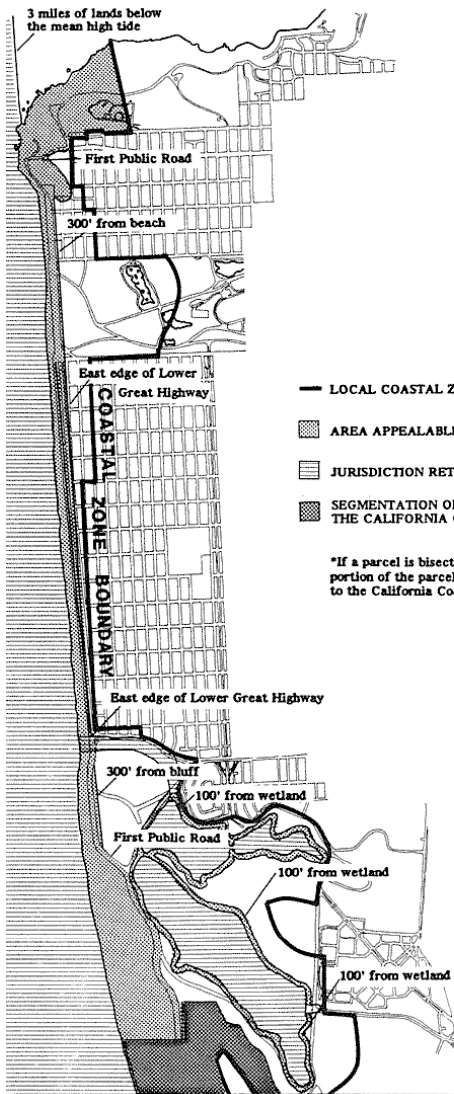 3 miles of lands below
the mean high tide
First Public Road
300' from beach
East edge of Lower
Great Highway
COASTAL ZONE BOUNDARY
LOCAL COASTAL Z
AREA APPEALABL
JURISDICTION RET
SEGMENTATION O
THE CALIFORNIA
*If a parcel is bisect
portion of the parcel
to the California Coa
East edge of Lower Great Highway
300' from bluff
100' from wetland
First Public Road
100' from wetland
100' from wetland